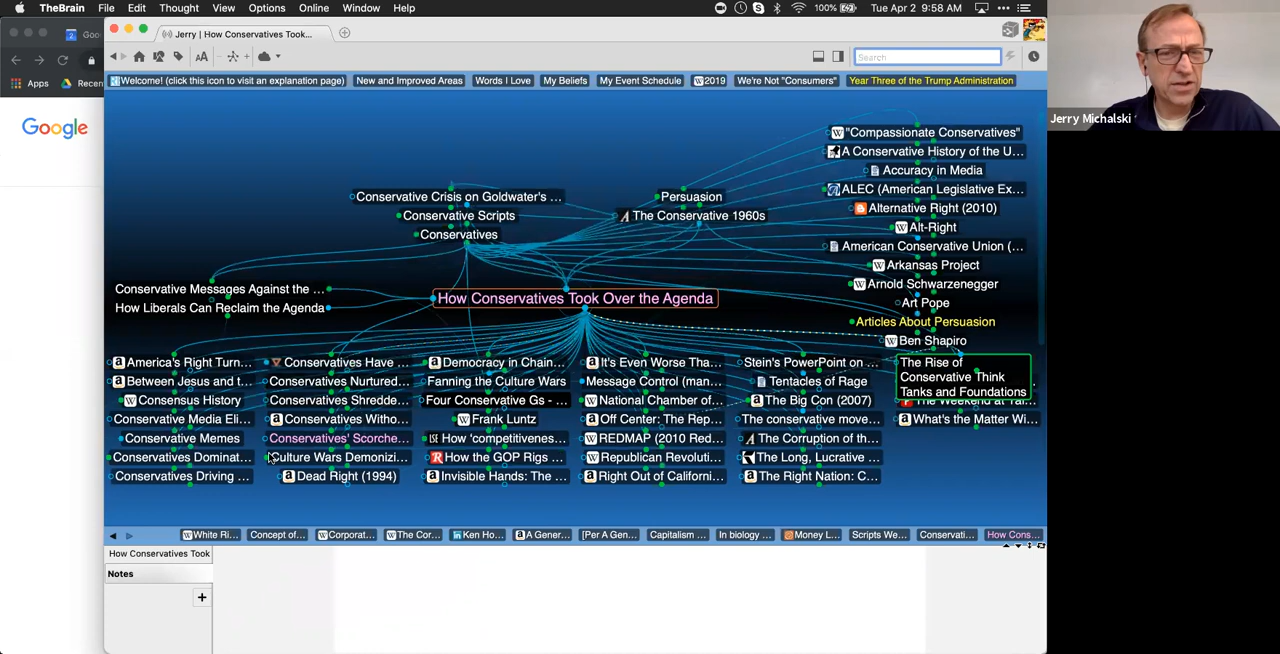 TheBrain File Edit Thought View Options Online Window Help
100% Tue Apr 2 9:58 AM
Goo
Jerry | How Conservatives Took...
Search
Apps
Recen
Welcome! (click this icon to visit an explanation page) New and Improved Areas Words I Love My Beliefs My Event Schedule 2019 We're Not "Consumers" Year Three of the Trump Administration
Google
Jerry Michalski
"Compassionate Conservatives"
A Conservative History of the U...
Accuracy in Media
ALEC (American Legislative Ex...
Alternative Right (2010)
Alt-Right
American Conservative Union (...
Arkansas Project
Arnold Schwarzenegger
Art Pope
Articles About Persuasion
Ben Shapiro
Conservative Crisis on Goldwater's ...
Conservative Scripts
Conservatives
Persuasion
The Conservative 1960s
Conservative Messages Against the ...
How Liberals Can Reclaim the Agenda
How Conservatives Took Over the Agenda
America's Right Turn...
Between Jesus and t...
Consensus History
Conservative Media Eli...
Conservative Memes
Conservatives Dominat...
Conservatives Driving ...
Conservatives Have ...
Conservatives Nurtured...
Conservatives Shredde...
Conservatives Witho...
Conservatives' Scorche...
Culture Wars Demonizi...
Dead Right (1994)
Democracy in Chain...
Fanning the Culture Wars
Four Conservative Gs - ...
Frank Luntz
How 'competitivenes...
How the GOP Rigs ...
Invisible Hands: The ...
It's Even Worse Tha...
Message Control (man...
National Chamber of...
Off Center: The Rep...
REDMAP (2010 Red...
Republican Revoluti...
Right Out of Californi...
Stein's PowerPoint on ...
Tentacles of Rage
The Big Con (2007)
The conservative move...
The Corruption of th...
The Long, Lucrative ...
The Right Nation: C...
The Rise of
Conservative Think
Tanks and Foundations
What's the Matter Wi...
White Ri... Concept of... Corporat... The Cor... Ken Ho... A Gener... [Per A Gen... Capitalism ... In biology ... Money L... Scripts We... Conservati... How Cons...
How Conservatives Took
Notes